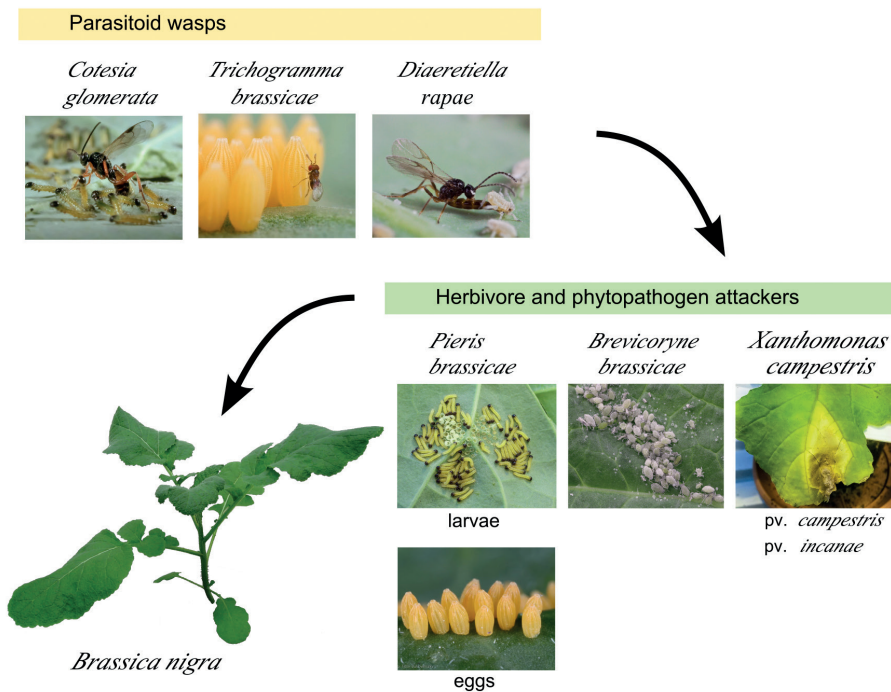 Parasitoid wasps
Cotesia
glomerata
Trichogramma
brassicae
Diaeretiella
rapae
Herbivore and phytopathogen attackers
Pieris
brassicae
Brevicoryne
brassicae
Xanthomonas
campestris
larvae
pv. campestris
pv. incanae
eggs
Brassica nigra